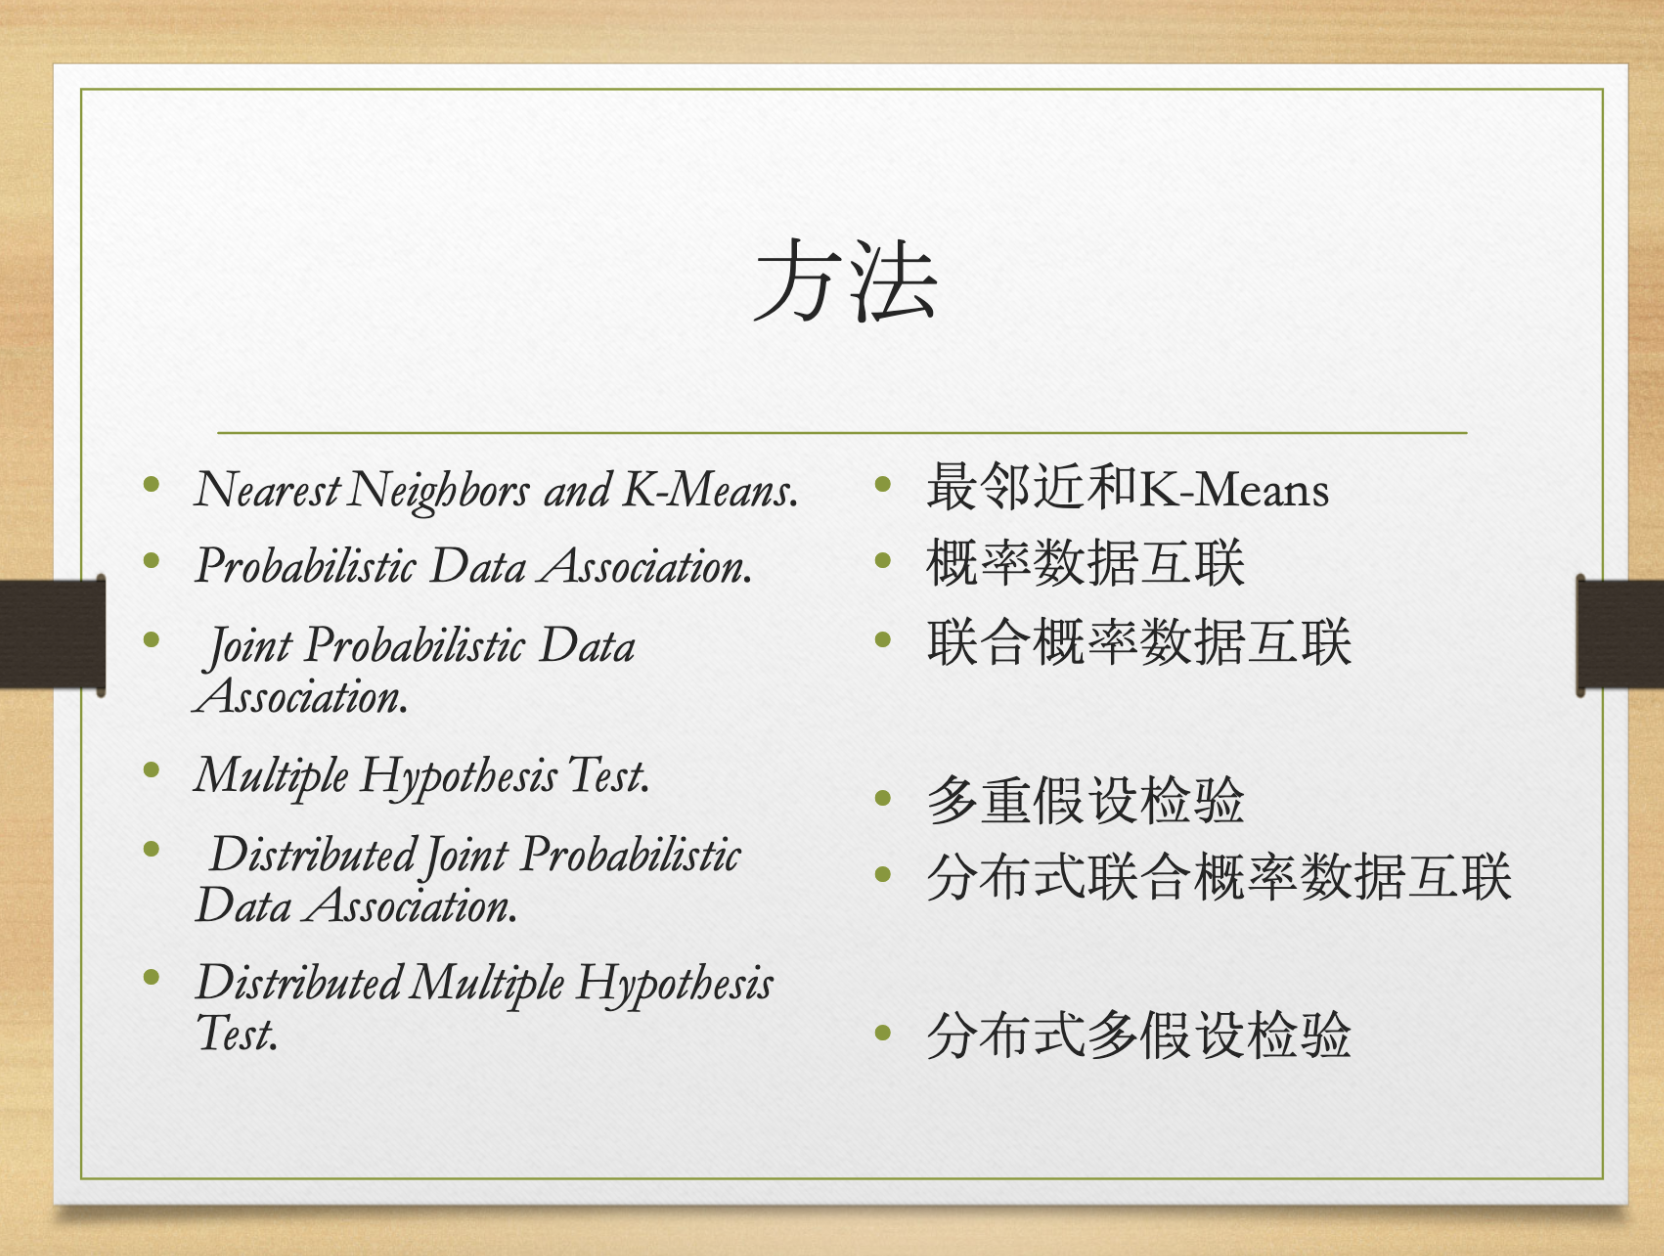 方法
Nearest Neighbors and K-Means.
Probabilistic Data Association.
Joint Probabilistic Data
Association.
Multiple Hypothesis Test.
Distributed Joint Probabilistic
Data Association.
Distributed Multiple Hypothesis
Test.
最邻近和K-Means
概率数据互联
联合概率数据互联
多重假设检验
分布式联合概率数据互联
分布式多假设检验